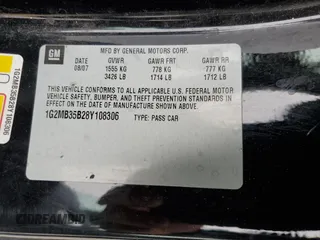 GM
MFD BY GENERAL MOTORS CORP.
DATE GVWR GAWR FRT GAWR RR
08/07 1555 KG 778 KG 777 KG
3426 LB 1714 LB 1712 LB
THIS VEHICLE CONFORMS TO ALL APPLICABLE U.S. FEDERAL MOTOR
VEHICLE SAFETY, BUMPER, AND THEFT PREVENTION STANDARDS
IN EFFECT ON THE DATE OF MANUFACTURE SHOWN ABOVE.
1G2MB35B28Y108306 TYPE: PASS CAR
1G2MB35B28Y108306
DREAMBID